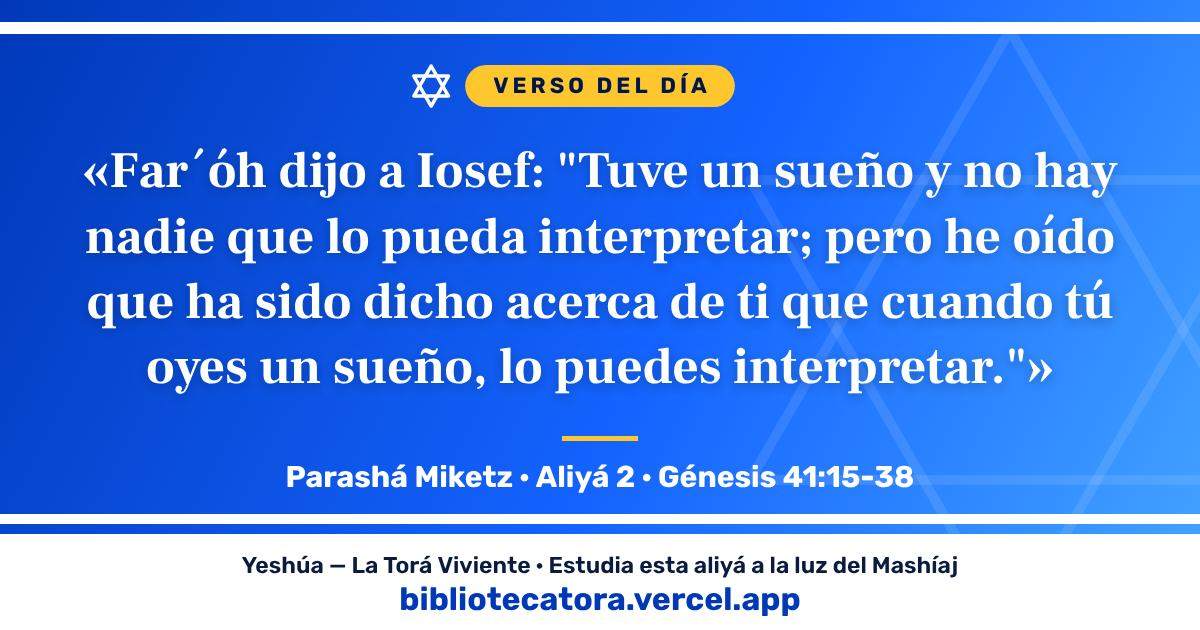 VERSO DEL DÍA
«Far´óh dijo a Iosef: "Tuve un sueño y no hay
nadie que lo pueda interpretar; pero he oído
que ha sido dicho acerca de ti que cuando tú
oyes un sueño, lo puedes interpretar."»
Parashá Miketz • Aliyá 2 • Génesis 41:15-38
Yeshúa — La Torá Viviente • Estudia esta aliyá a la luz del Mashíaj
bibliotecatora.vercel.app